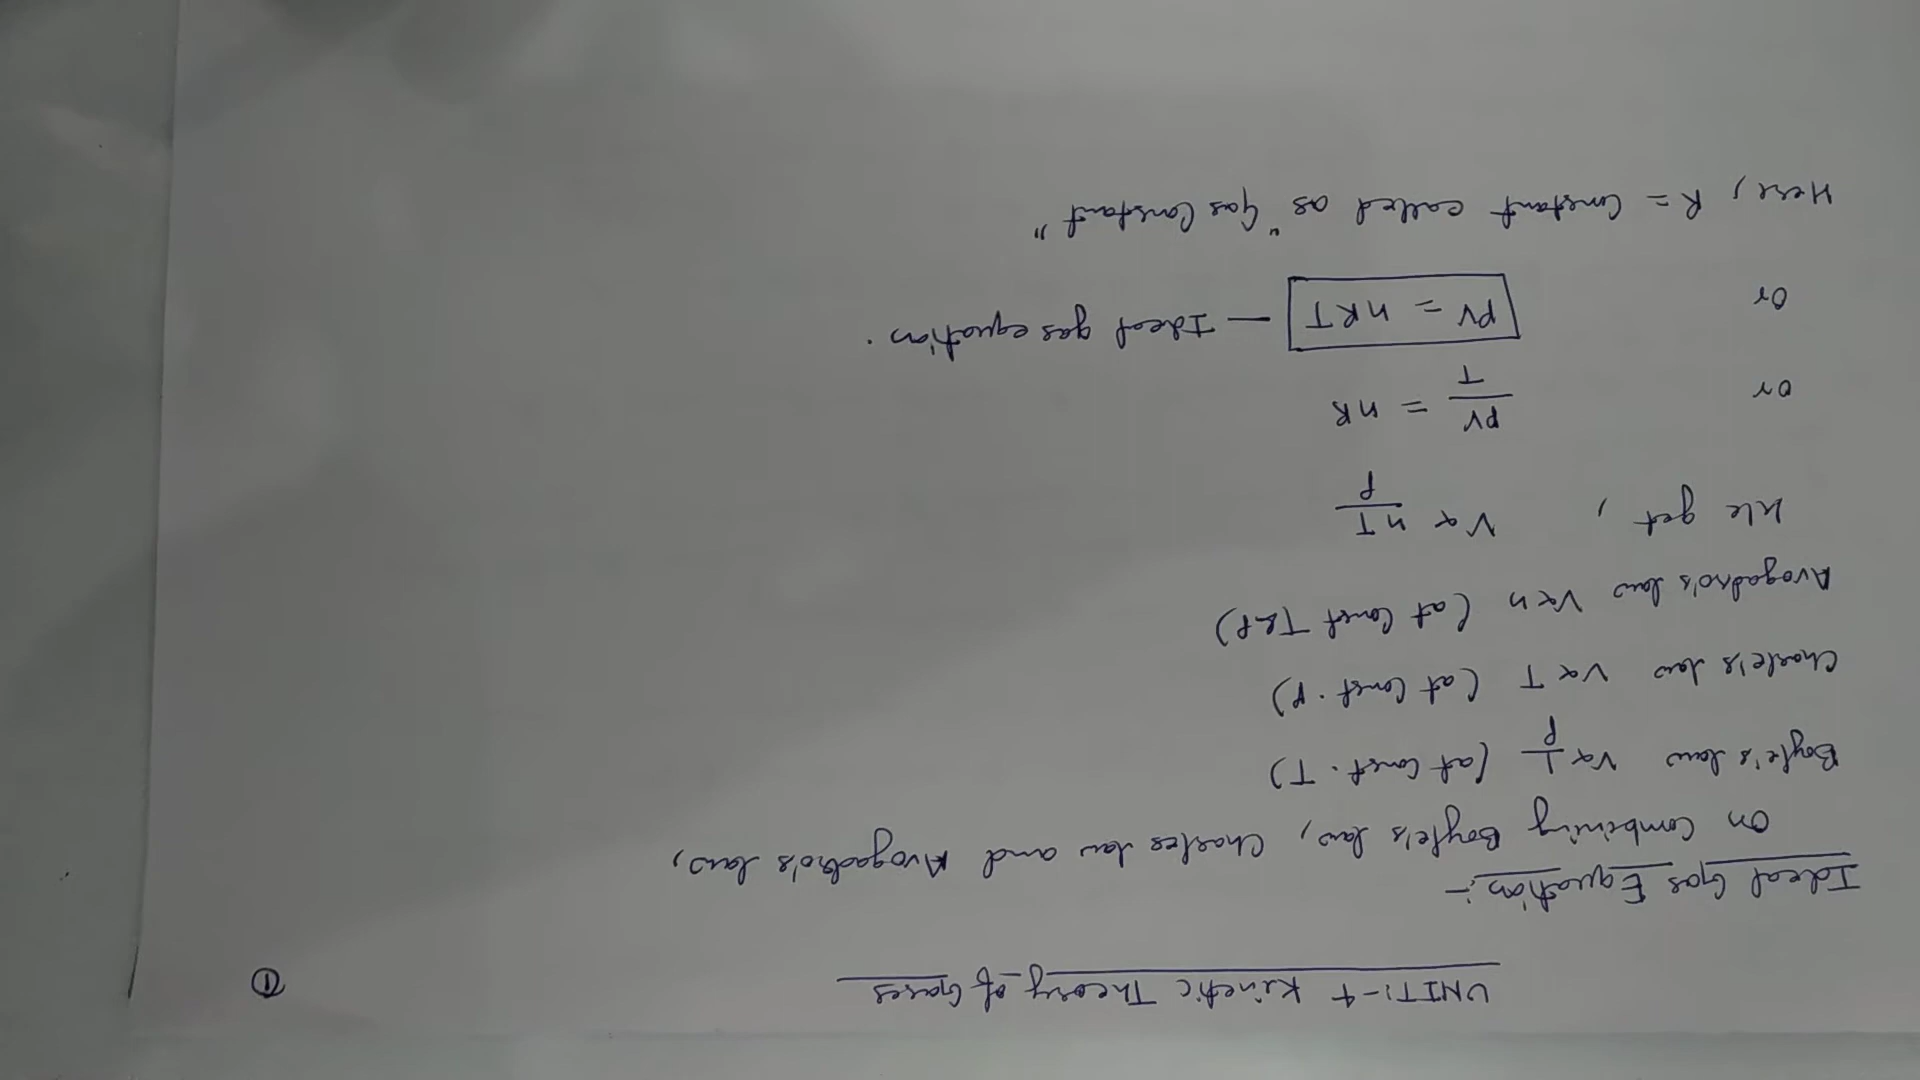 ①
UNIT:-4 Kinetic Theory of Gases
Ideal Gas Equation:-
On Combining Boyle's law, Charles law and Avogadro's law,
Boyle's law V ∝ 1/P (at Const. T)
Charle's law V ∝ T (at Const. P)
Avogadro's law V ∝ n (at Const T & P)
We get, V ∝ nT/P
or PV/T = nR
or PV = nRT — Ideal gas equation.
Here, R = Constant called as "Gas Constant"